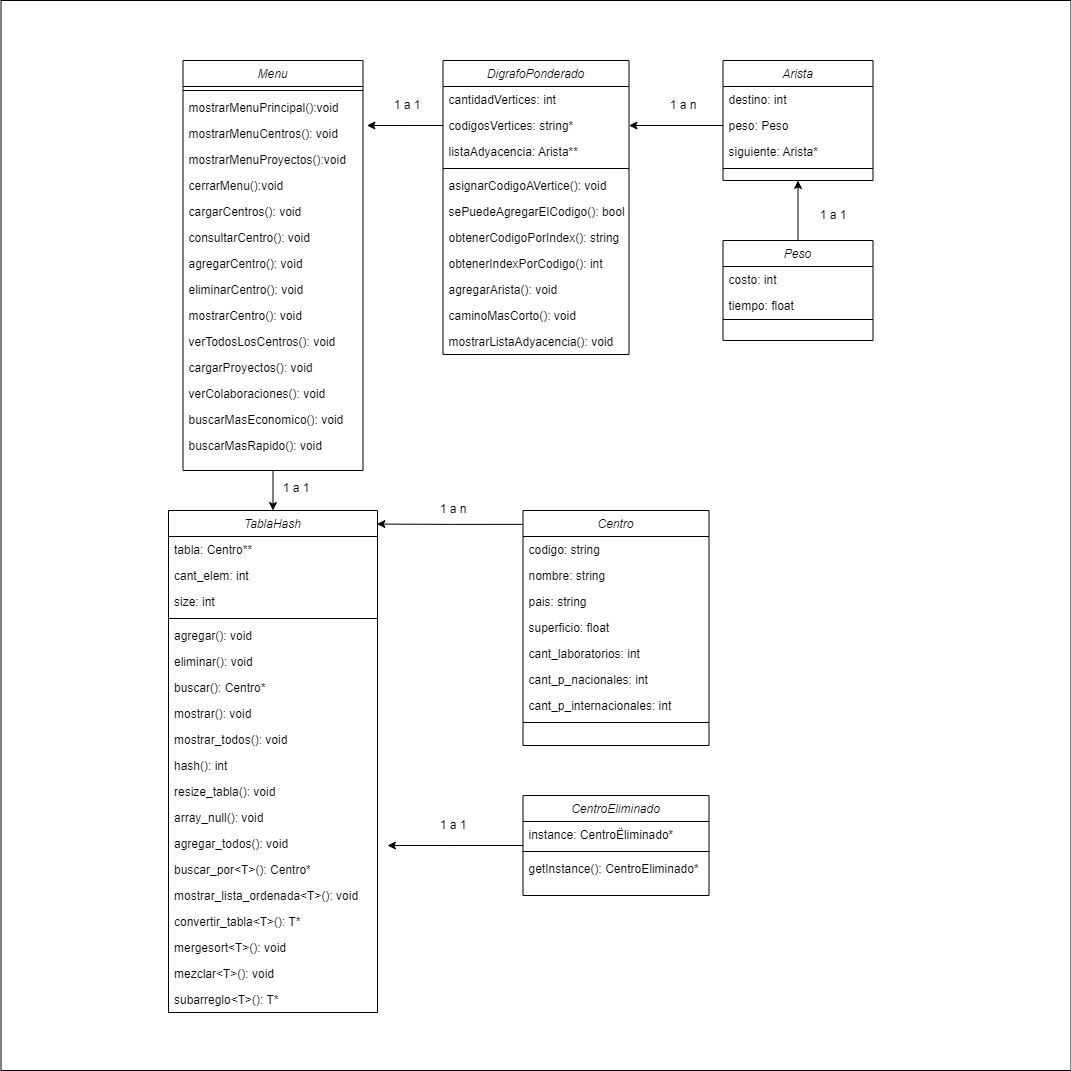 Menu
mostrarMenuPrincipal():void
mostrarMenuCentros(): void
mostrarMenuProyectos():void
cerrarMenu():void
cargarCentros(): void
consultarCentro(): void
agregarCentro(): void
eliminarCentro(): void
mostrarCentro(): void
verTodosLosCentros(): void
cargarProyectos(): void
verColaboraciones(): void
buscarMasEconomico(): void
buscarMasRapido(): void
1 a 1
DigrafoPonderado
cantidadVertices: int
codigosVertices: string*
listaAdyacencia: Arista**
asignarCodigoAVertice(): void
sePuedeAgregarElCodigo(): bool
obtenerCodigoPorIndex(): string
obtenerIndexPorCodigo(): int
agregarArista(): void
caminoMasCorto(): void
mostrarListaAdyacencia(): void
1 a n
Arista
destino: int
peso: Peso
siguiente: Arista*
1 a 1
Peso
costo: int
tiempo: float
1 a 1
TablaHash
tabla: Centro**
cant_elem: int
size: int
agregar(): void
eliminar(): void
buscar(): Centro*
mostrar(): void
mostrar_todos(): void
hash(): int
resize_tabla(): void
array_null(): void
agregar_todos(): void
buscar_por<T>(): Centro*
mostrar_lista_ordenada<T>(): void
convertir_tabla<T>(): T*
mergesort<T>(): void
mezclar<T>(): void
subarreglo<T>(): T*
1 a n
Centro
codigo: string
nombre: string
pais: string
superficio: float
cant_laboratorios: int
cant_p_nacionales: int
cant_p_internacionales: int
1 a 1
CentroEliminado
instance: CentroËliminado*
getInstance(): CentroEliminado*